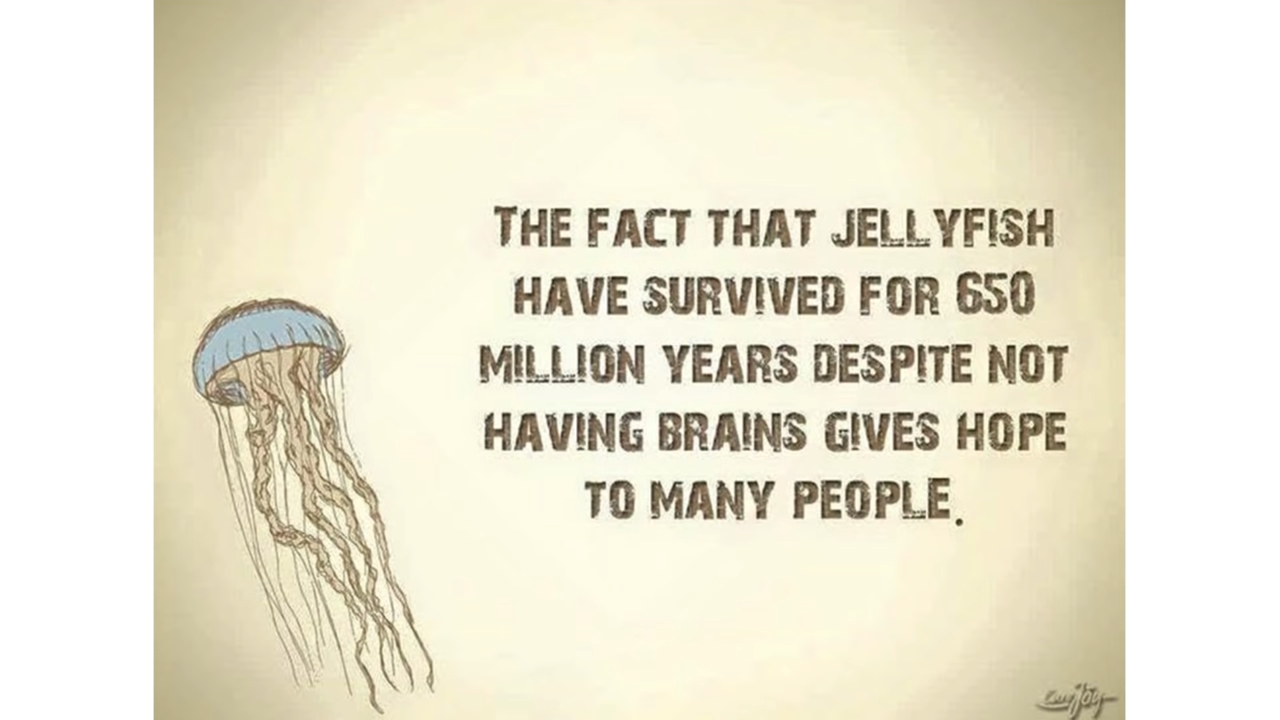 THE FACT THAT JELLYFISH
HAVE SURVIVED FOR 650
MILLION YEARS DESPITE NOT
HAVING BRAINS GIVES HOPE
TO MANY PEOPLE.